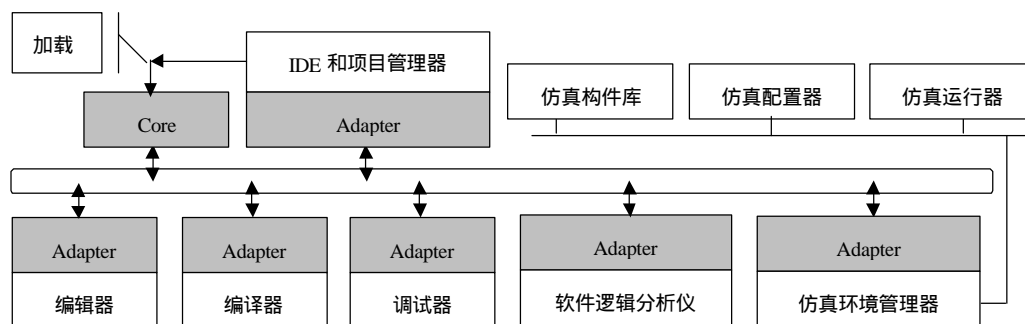 加载
IDE 和项目管理器
仿真构件库
仿真配置器
仿真运行器
Core
Adapter
Adapter
Adapter
Adapter
Adapter
Adapter
编辑器
编译器
调试器
软件逻辑分析仪
仿真环境管理器